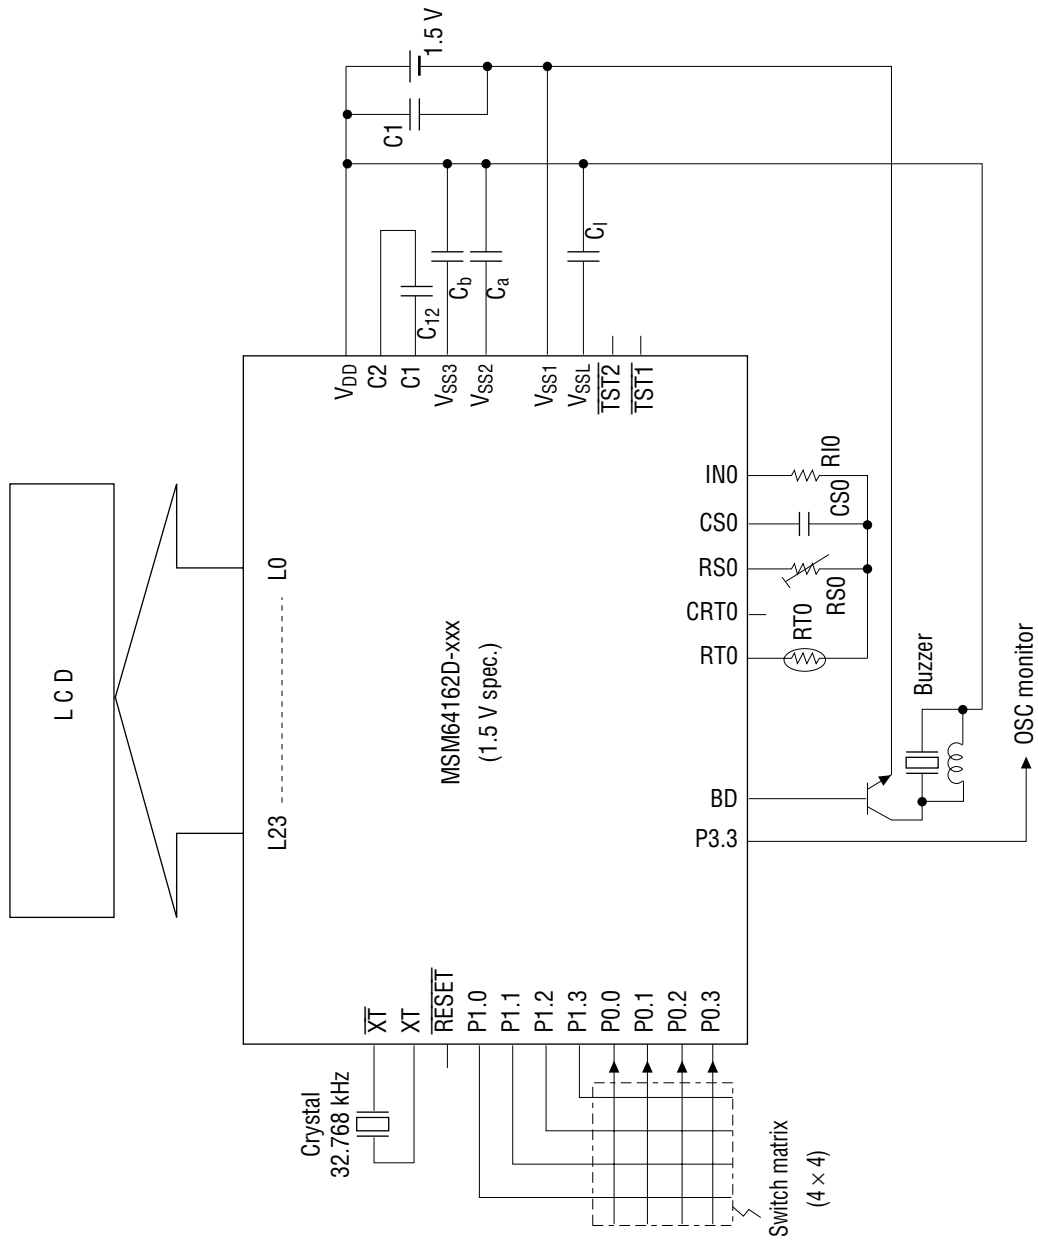 L C D
L23
L0
MSM64162D-xxx
(1.5 V spec.)
VDD
C2
C1
VSS3
VSS2
VSS1
VSSL
TST2
TST1
C1
1.5 V
C12
Cb
Ca
Cl
IN0
CS0
RS0
CRT0
RT0
BD
P3.3
RI0
CS0
RS0
RT0
Buzzer
OSC monitor
XT
XT
RESET
P1.0
P1.1
P1.2
P1.3
P0.0
P0.1
P0.2
P0.3
Crystal
32.768 kHz
Switch matrix
(4 × 4)